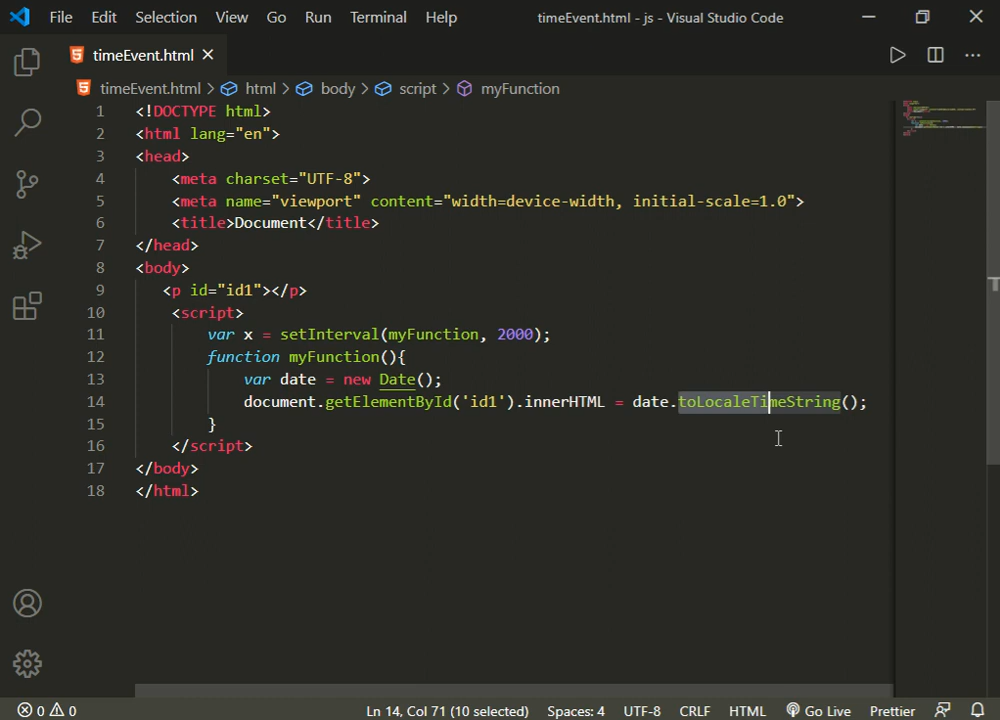 File Edit Selection View Go Run Terminal Help timeEvent.html - js - Visual Studio Code
timeEvent.html
timeEvent.html > html > body > script > myFunction
1 <!DOCTYPE html>
2 <html lang="en">
3 <head>
4 <meta charset="UTF-8">
5 <meta name="viewport" content="width=device-width, initial-scale=1.0">
6 <title>Document</title>
7 </head>
8 <body>
9 <p id="id1"></p>
10 <script>
11 var x = setInterval(myFunction, 2000);
12 function myFunction(){
13 var date = new Date();
14 document.getElementById('id1').innerHTML = date.toLocaleTimeString();
15 }
16 </script>
17 </body>
18 </html>
0 0 Ln 14, Col 71 (10 selected) Spaces: 4 UTF-8 CRLF HTML Go Live Prettier